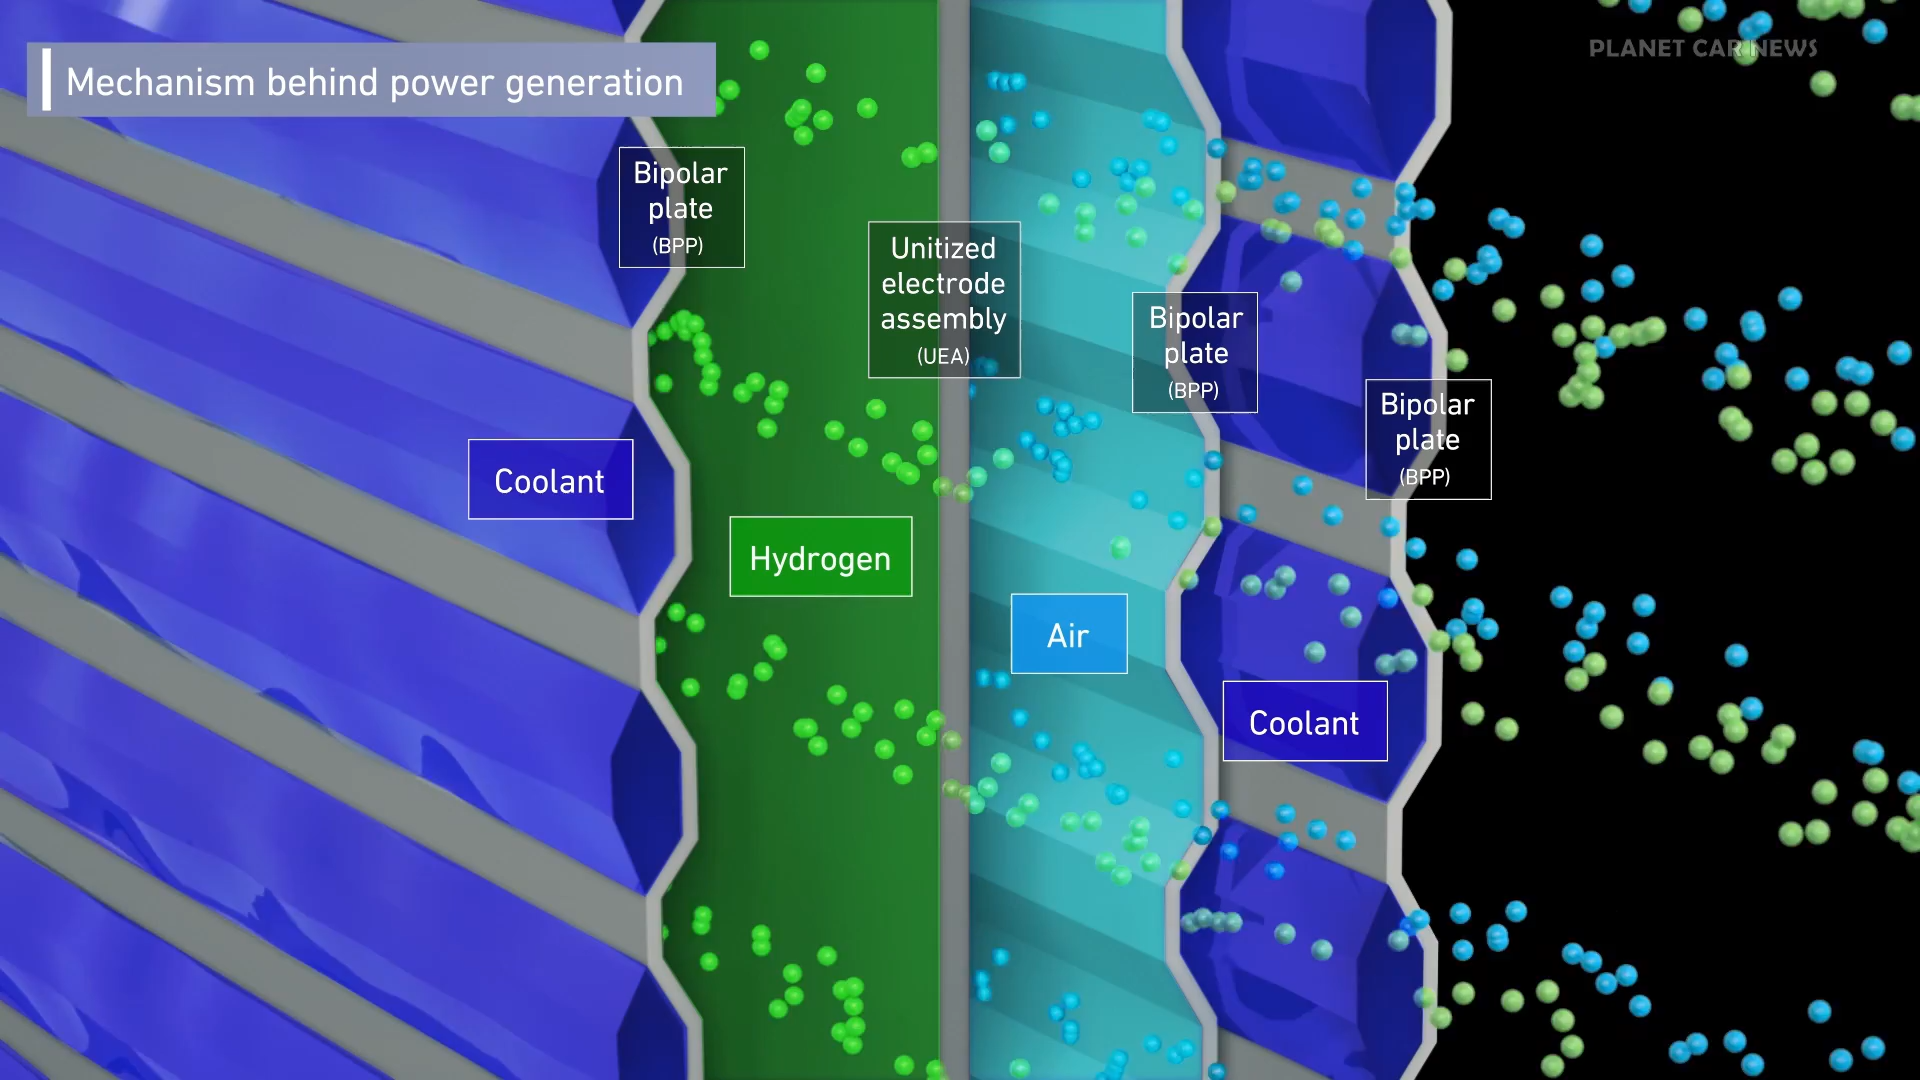 PLANET CAR NEWS
Mechanism behind power generation
Bipolar
plate
(BPP)
Unitized
electrode
assembly
(UEA)
Bipolar
plate
(BPP)
Bipolar
plate
(BPP)
Coolant
Hydrogen
Air
Coolant